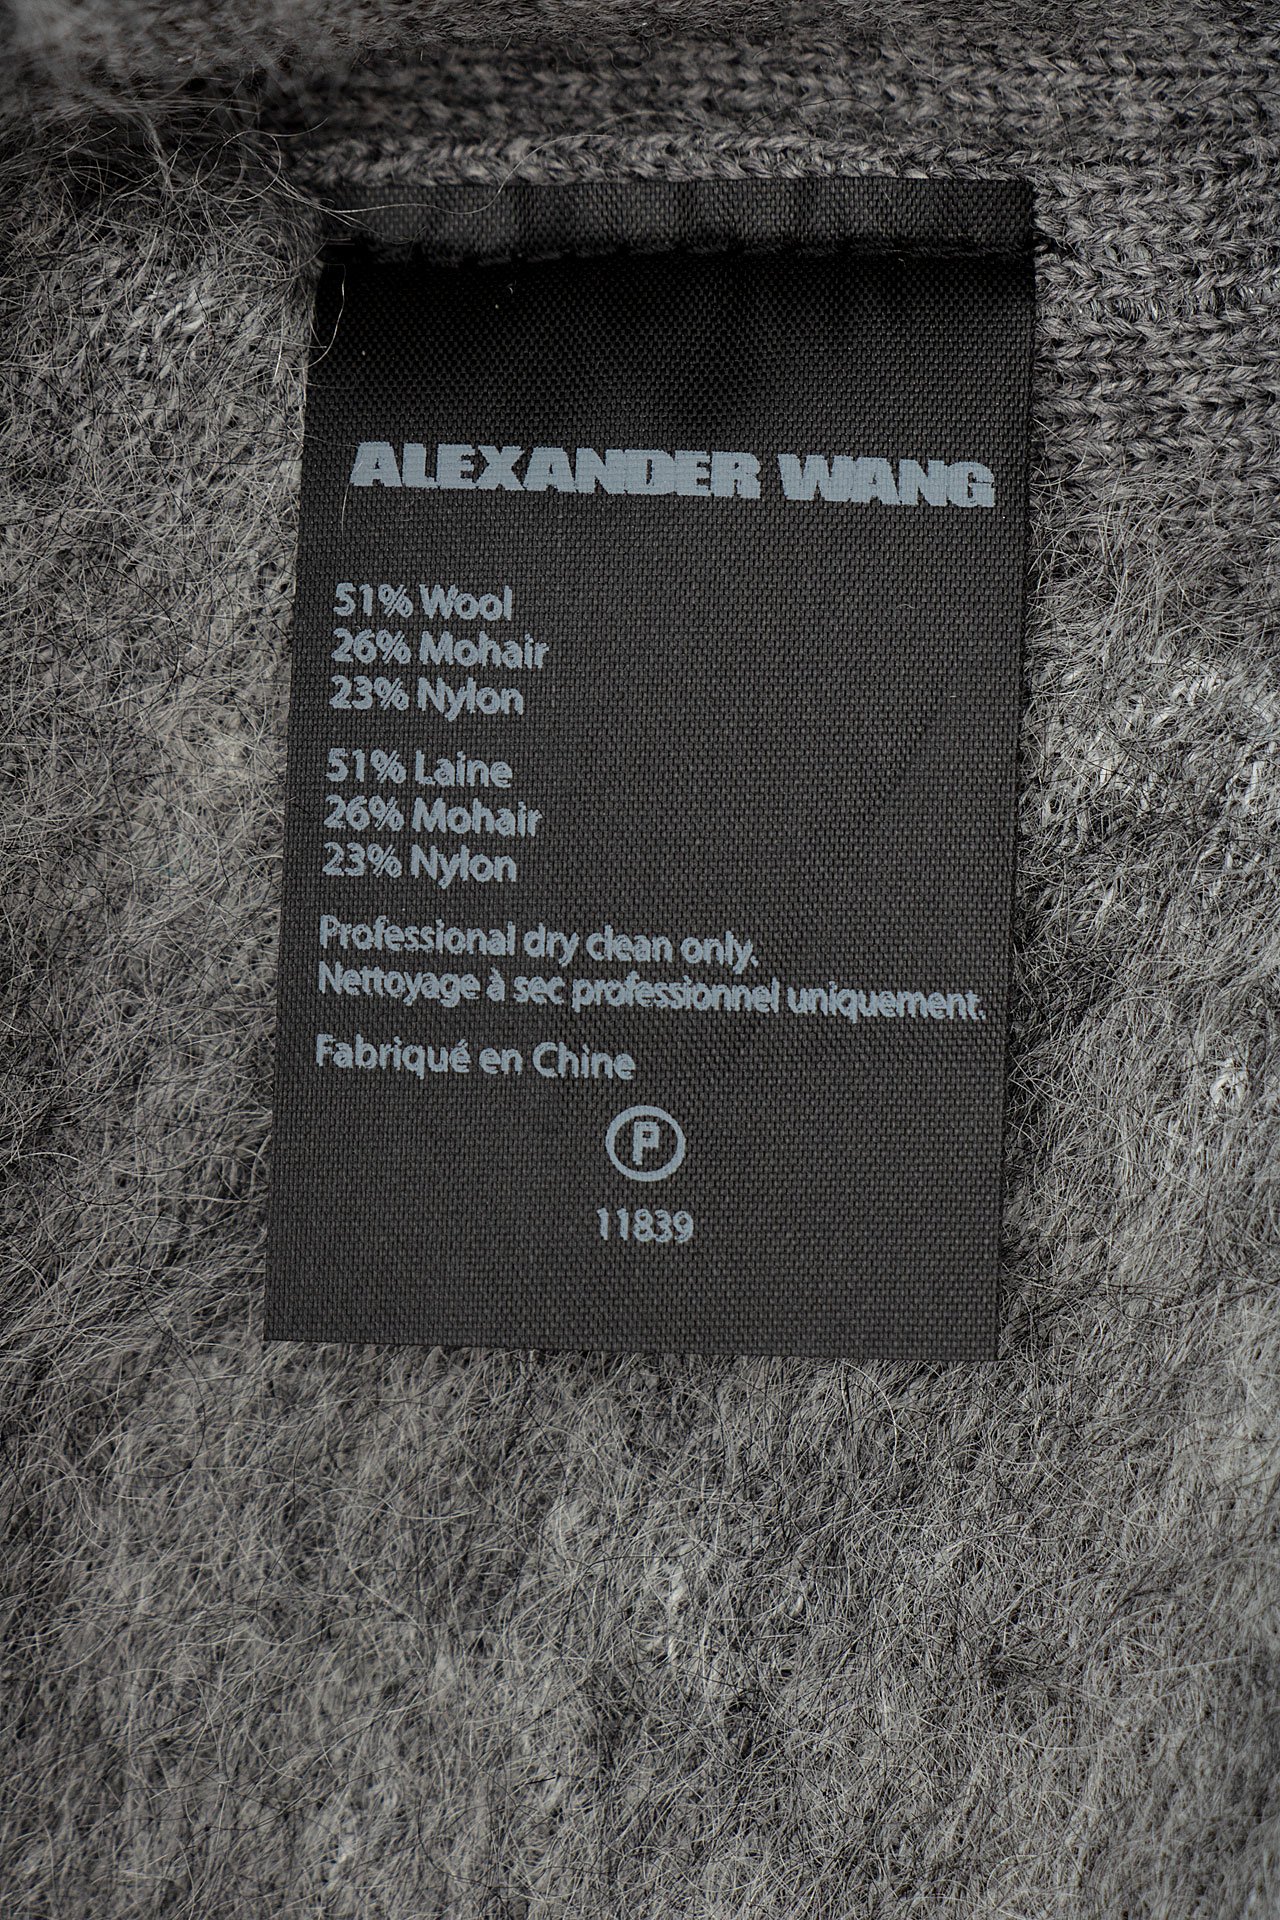 ALEXANDER WANG
51% Wool
26% Mohair
23% Nylon
51% Laine
26% Mohair
23% Nylon
Professional dry clean only.
Nettoyage à sec professionnel uniquement.
Fabriqué en Chine
P
11839